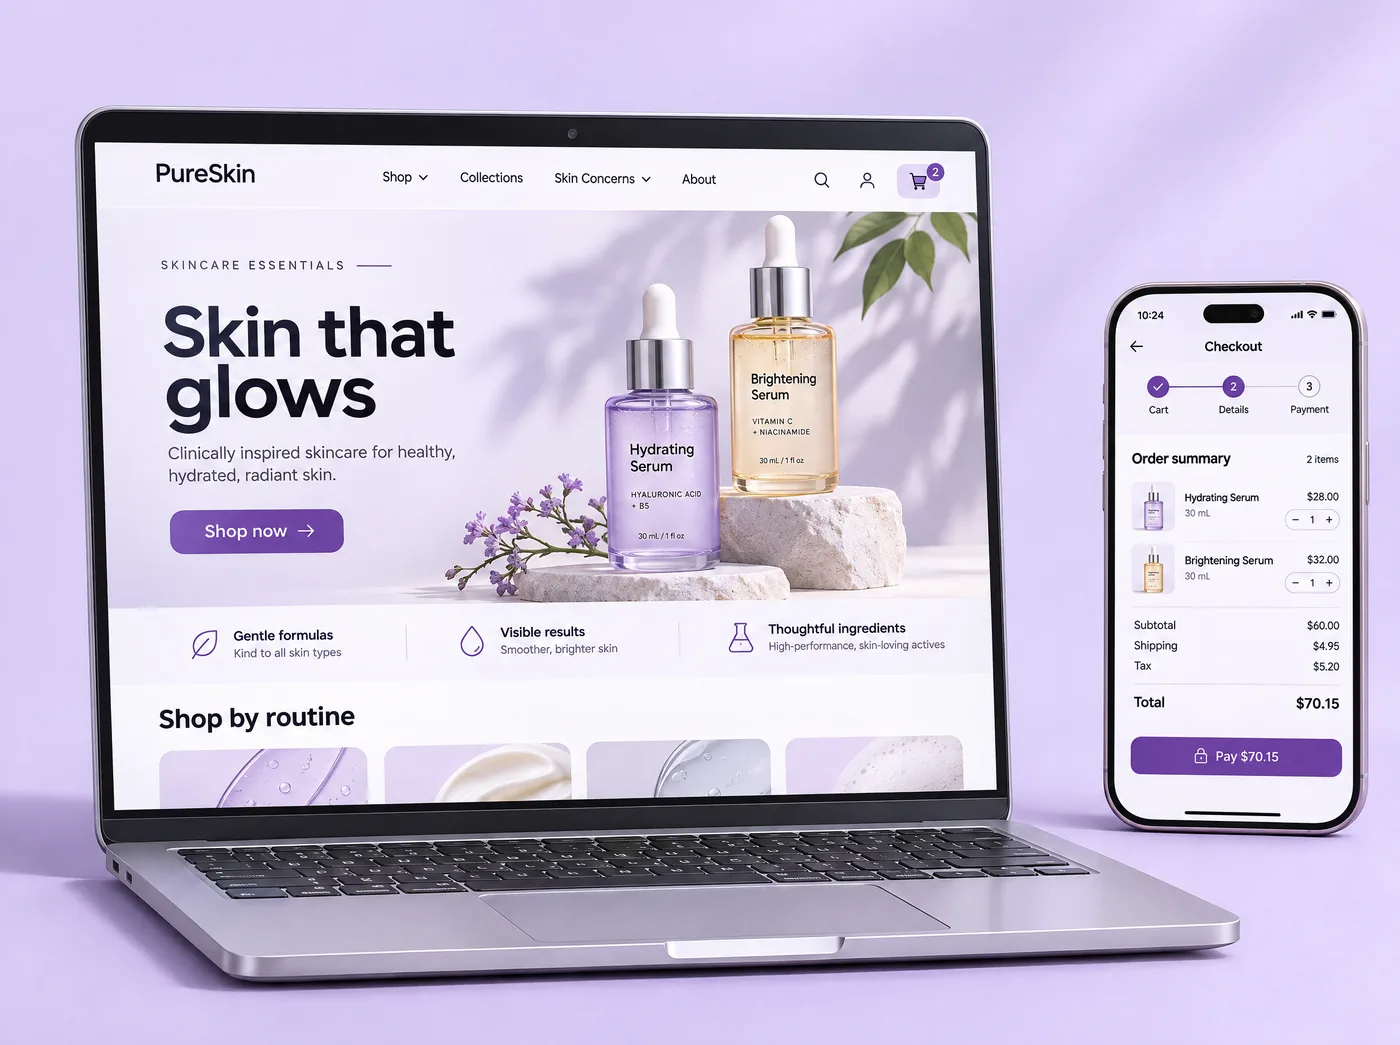 PureSkin
Shop
Collections
Skin Concerns
About
2
SKINCARE ESSENTIALS
Skin that
glows
Clinically inspired skincare for healthy,
hydrated, radiant skin.
Shop now
Hydrating
Serum
HYALURONIC ACID
+ B5
30 mL / 1 fl oz
Brightening
Serum
VITAMIN C
+ NIACINAMIDE
30 mL / 1 fl oz
Gentle formulas
Kind to all skin types
Visible results
Smoother, brighter skin
Thoughtful ingredients
High-performance, skin-loving actives
Shop by routine
10:24
Checkout
2
3
Cart
Details
Payment
Order summary
2 items
Hydrating Serum
$28.00
30 mL
− 1 +
Brightening Serum
$32.00
30 mL
− 1 +
Subtotal
$60.00
Shipping
$4.95
Tax
$5.20
Total
$70.15
Pay $70.15